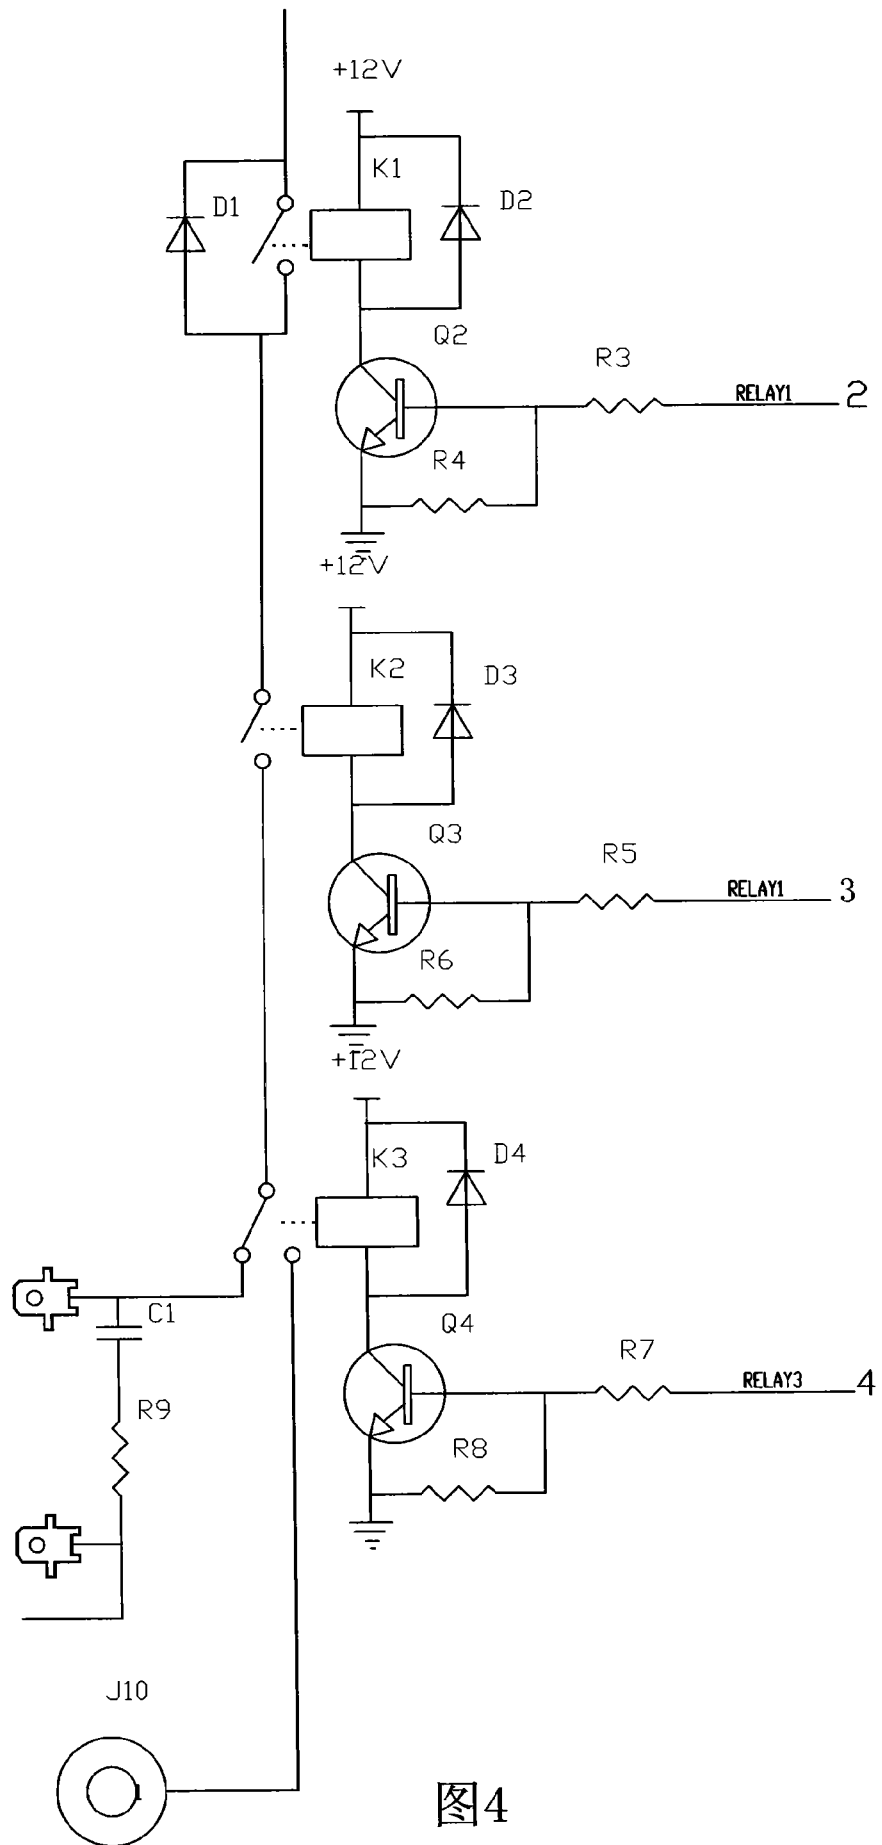 +12V
K1
D1
D2
Q2
R3
RELAY1 2
R4
+12V
K2
D3
Q3
R5
RELAY1 3
R6
+12V
K3
D4
C1
Q4
R7
RELAY3 4
R9
R8
J10
图4